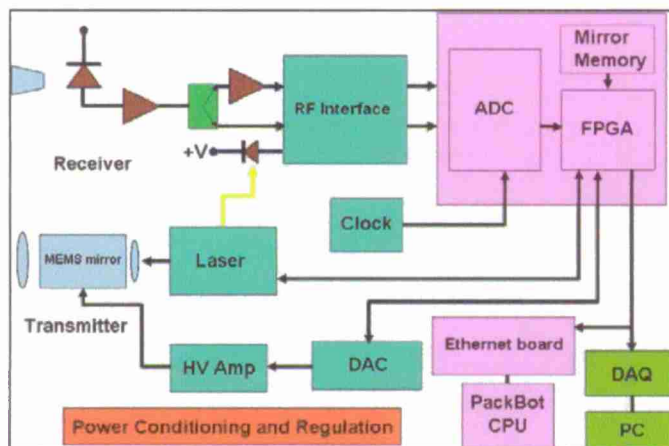 Mirror
Memory
ADC
FPGA
RF Interface
Receiver
+V
Clock
Laser
MEMS mirror
Transmitter
HV Amp
DAC
Ethernet board
DAQ
PackBot
CPU
PC
Power Conditioning and Regulation